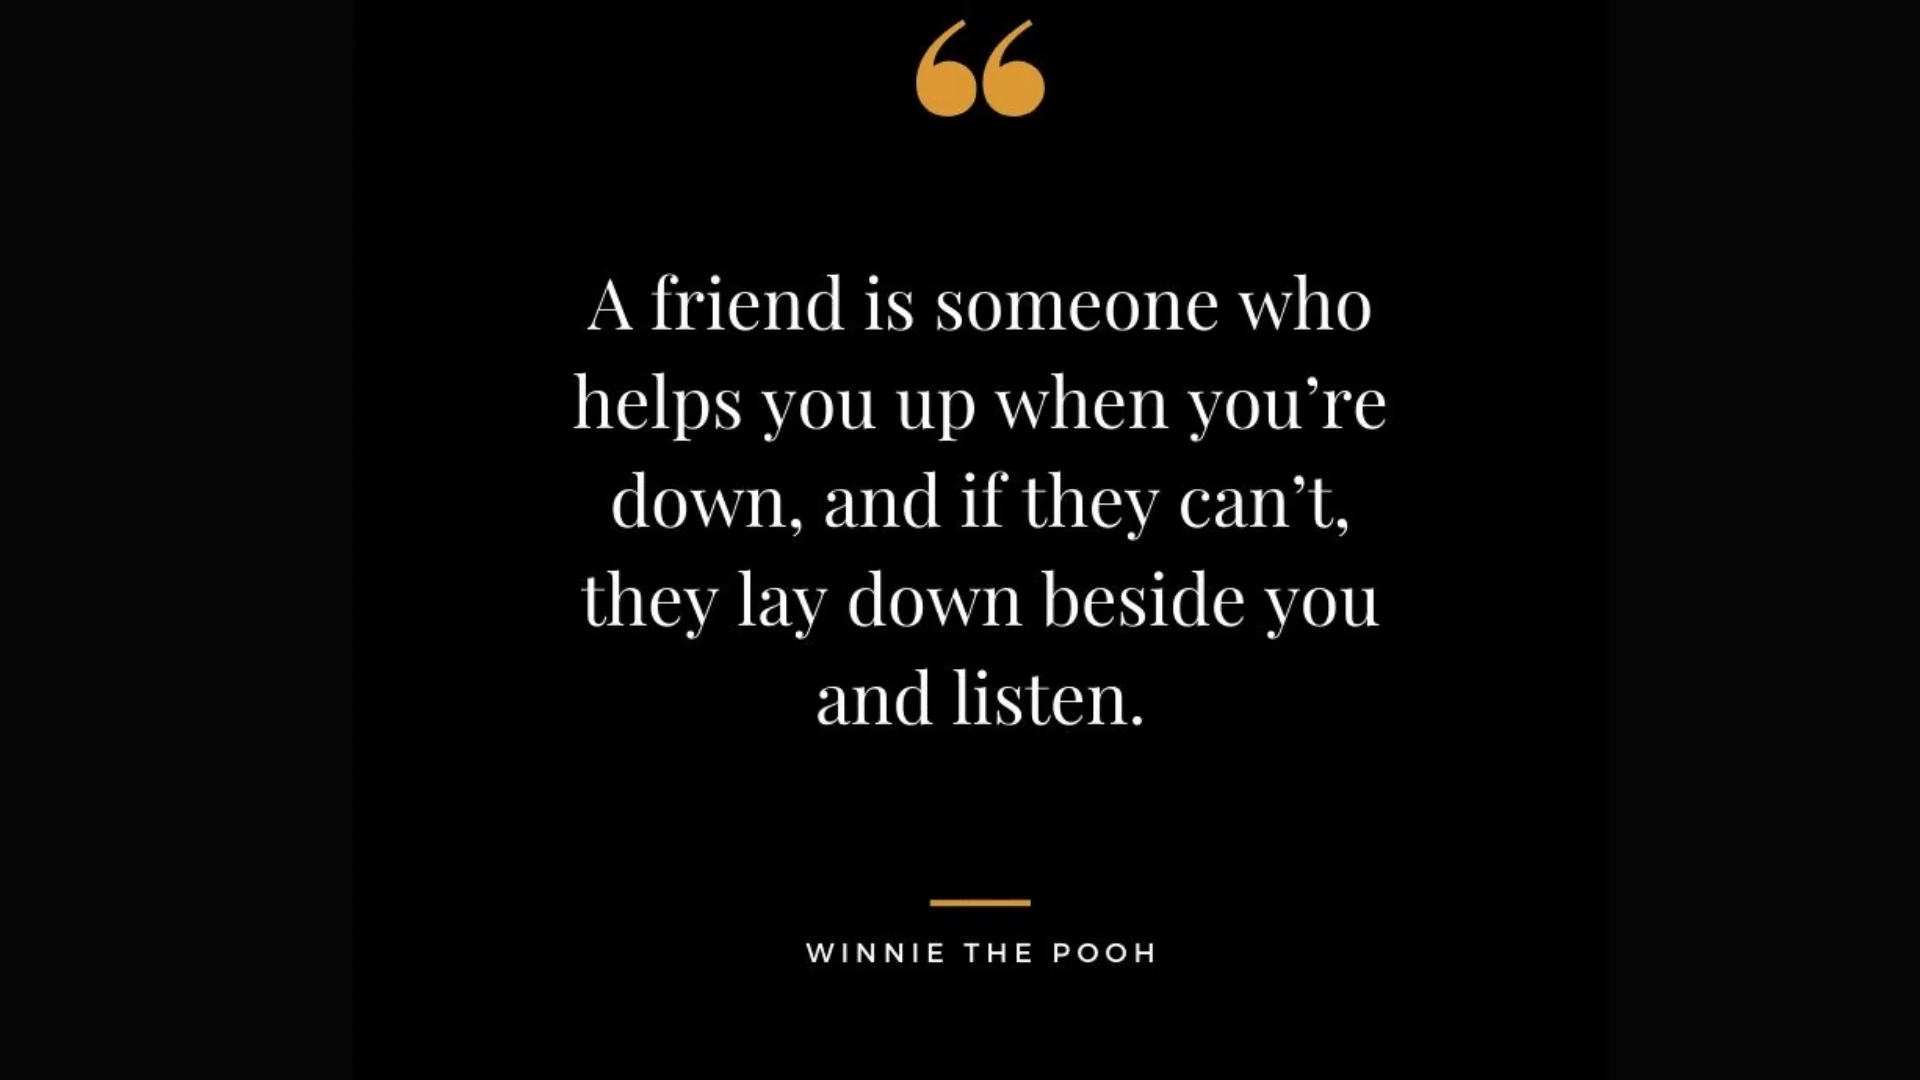 “
A friend is someone who
helps you up when you’re
down, and if they can’t,
they lay down beside you
and listen.
WINNIE THE POOH